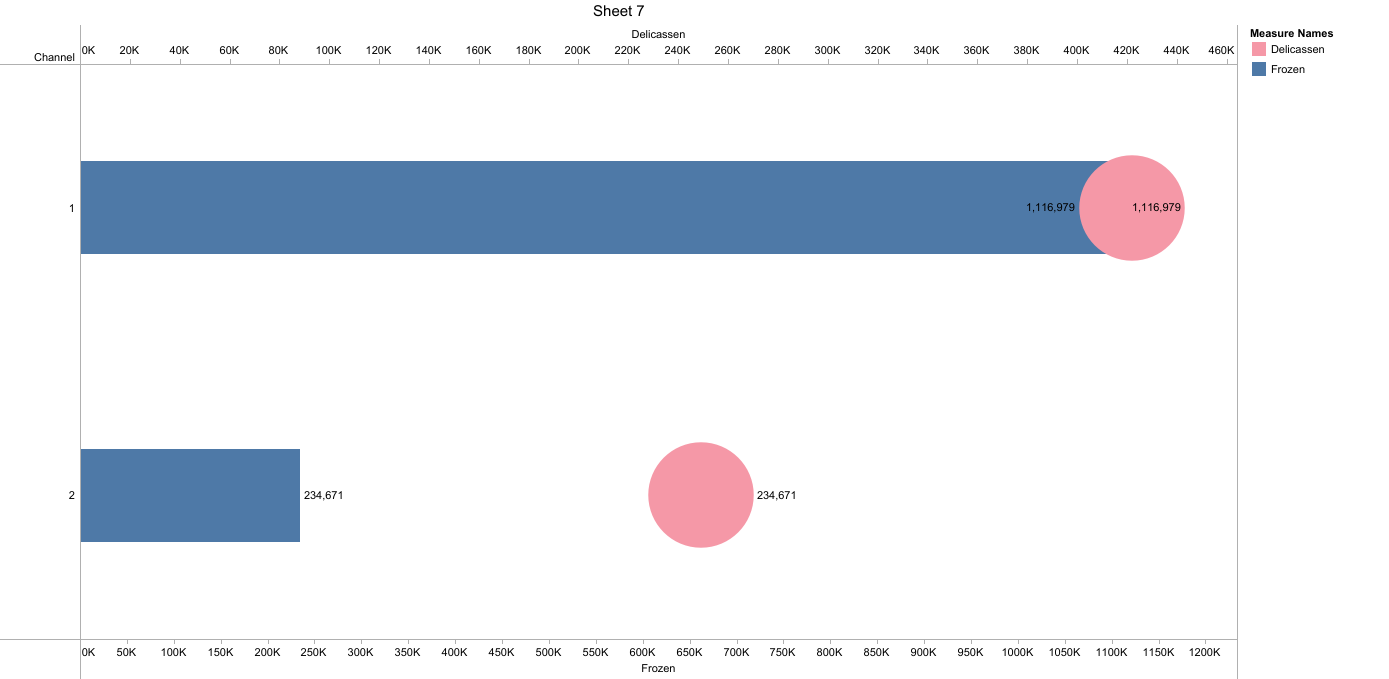 Sheet 7
Delicassen
Channel
0K 20K 40K 60K 80K 100K 120K 140K 160K 180K 200K 220K 240K 260K 280K 300K 320K 340K 360K 380K 400K 420K 440K 460K
Measure Names
Delicassen
Frozen
1
1,116,979 1,116,979
2
234,671 234,671
0K 50K 100K 150K 200K 250K 300K 350K 400K 450K 500K 550K 600K 650K 700K 750K 800K 850K 900K 950K 1000K 1050K 1100K 1150K 1200K
Frozen